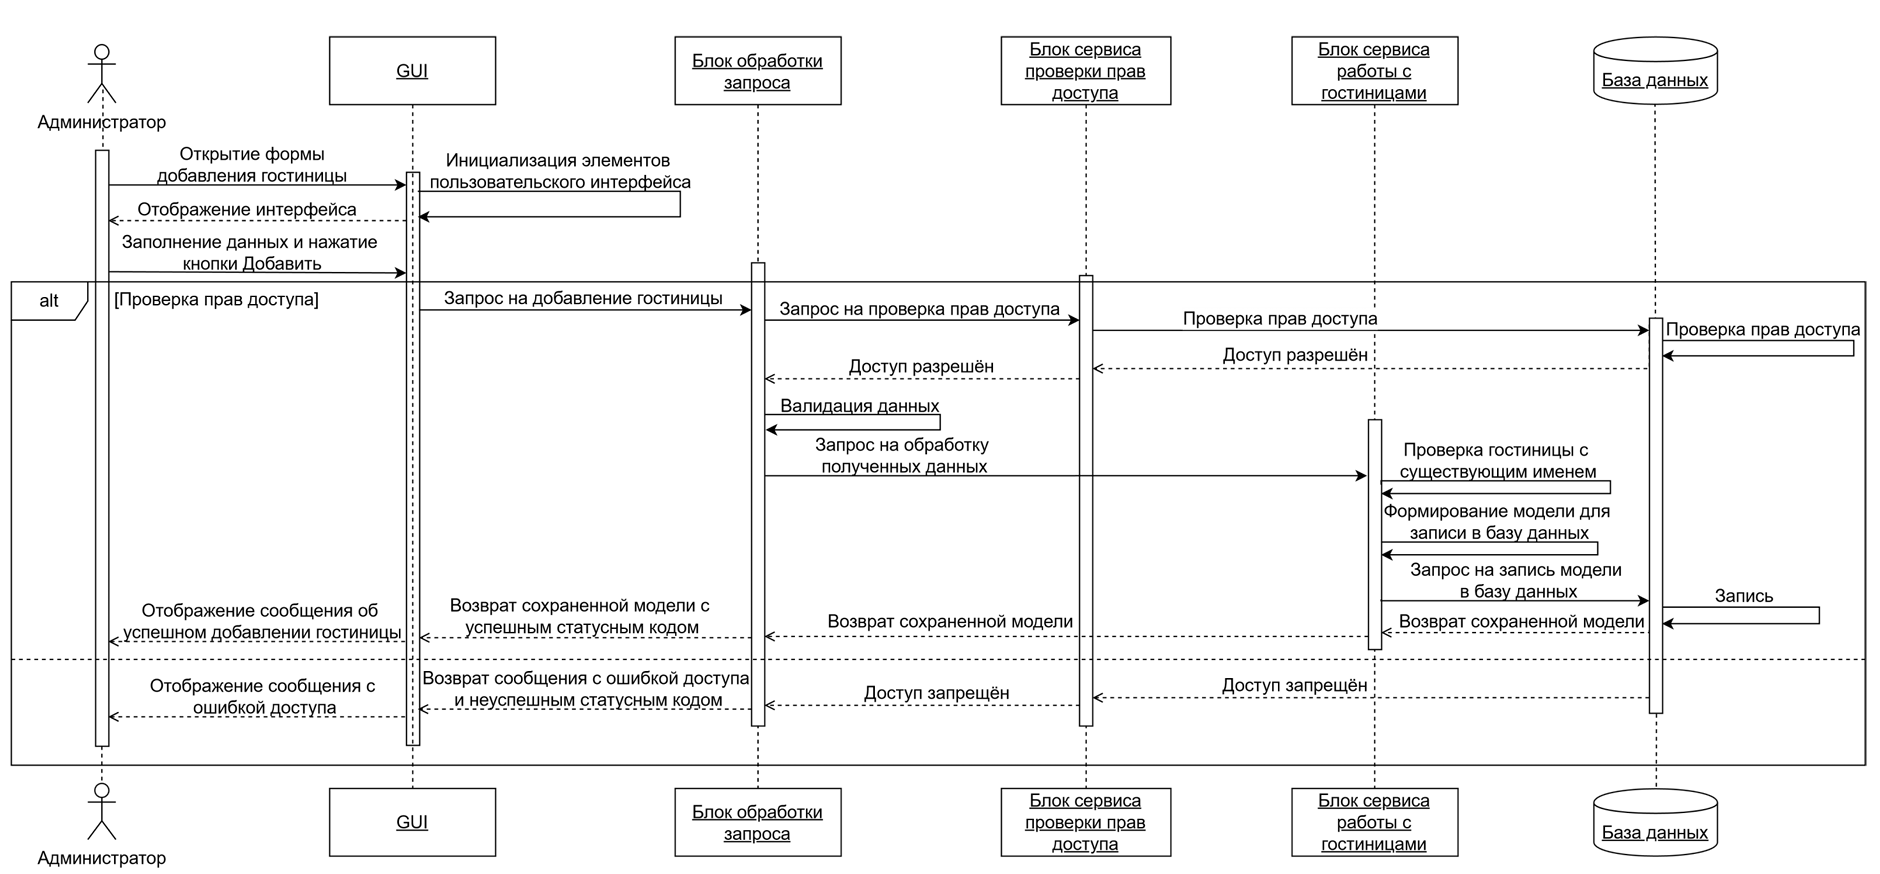 GUI
Блок обработки
запроса
Блок сервиса
проверки прав
доступа
Блок сервиса
работы с
гостиницами
База данных
Администратор
Открытие формы
добавления гостиницы
Инициализация элементов
пользовательского интерфейса
Отображение интерфейса
Заполнение данных и нажатие
кнопки Добавить
alt
[Проверка прав доступа]
Запрос на добавление гостиницы
Запрос на проверка прав доступа
Проверка прав доступа
Проверка прав доступа
Доступ разрешён
Доступ разрешён
Валидация данных
Запрос на обработку
полученных данных
Проверка гостиницы с
существующим именем
Формирование модели для
записи в базу данных
Запрос на запись модели
в базу данных
Запись
Возврат сохраненной модели
Возврат сохраненной модели
Возврат сохраненной модели с
успешным статусным кодом
Отображение сообщения об
успешном добавлении гостиницы
Доступ запрещён
Доступ запрещён
Возврат сообщения с ошибкой доступа
и неуспешным статусным кодом
Отображение сообщения с
ошибкой доступа
Администратор
GUI
Блок обработки
запроса
Блок сервиса
проверки прав
доступа
Блок сервиса
работы с
гостиницами
База данных